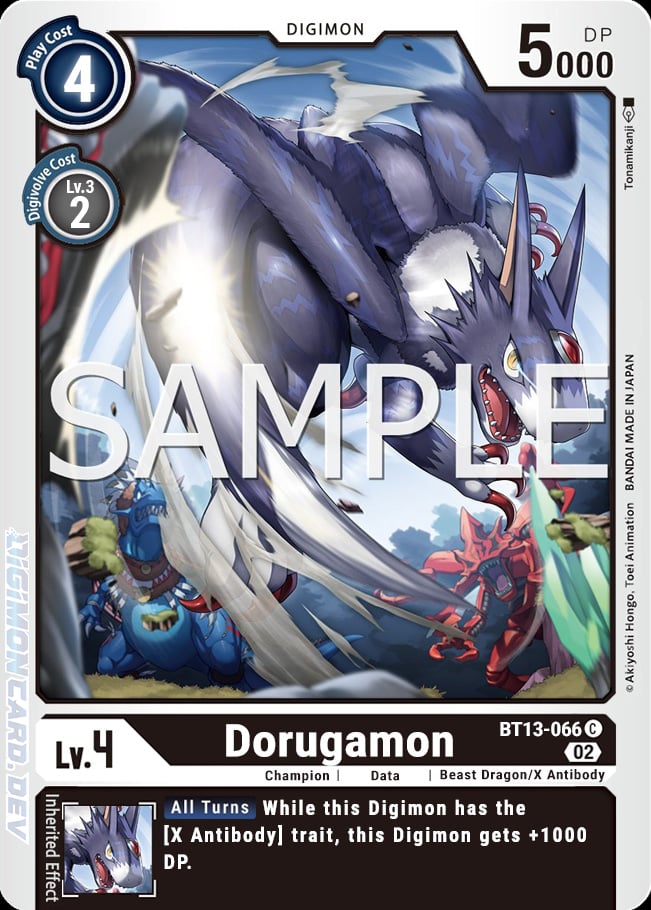 DIGIMON
Play Cost
4
DP
5000
Digivolve Cost
Lv.3
2
Tonamikanji
SAMPLE
© Akiyoshi Hongo, Toei Animation BANDAI MADE IN JAPAN
DIGIMONCARD.DEV
Lv.4
Dorugamon
BT13-066 C
02
Champion | Data | Beast Dragon/X Antibody
Inherited Effect
All Turns While this Digimon has the
[X Antibody] trait, this Digimon gets +1000
DP.